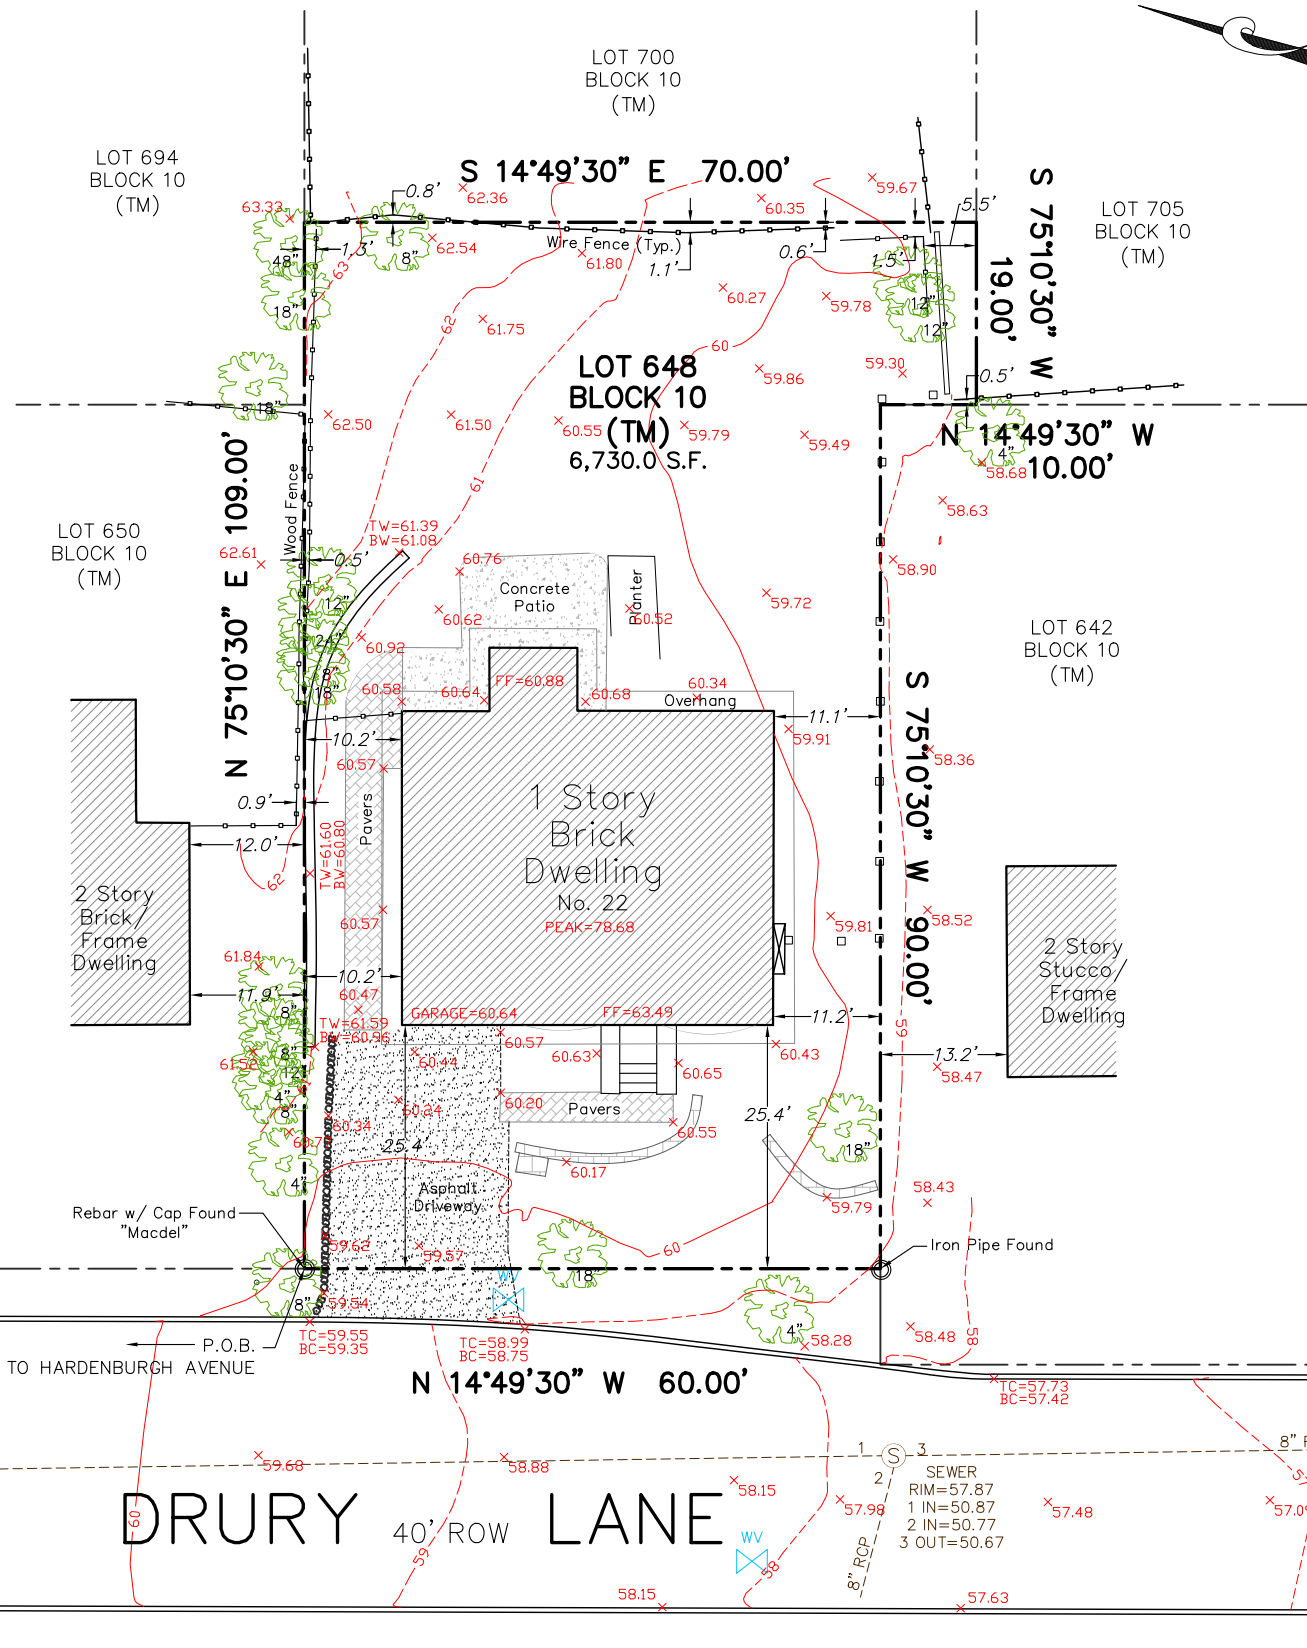 LOT 700
BLOCK 10
(TM)
LOT 694
BLOCK 10
(TM)
S 14°49'30" E 70.00'
S 75°10'30" W
19.00'
LOT 705
BLOCK 10
(TM)
63.33
0.8'
62.36
60.35
59.67
5.5'
48"
1.3'
63
8"
62.54
Wire Fence (Typ.)
61.80
1.1'
0.6'
1.5'
18"
62
61.75
60.27
59.78
12"
12"
60
LOT 648
BLOCK 10
(TM)
6,730.0 S.F.
59.86
59.30
0.5'
18"
62.50
61.50
60.55
59.79
59.49
N 14°49'30" W
10.00'
4"
58.68
N 75°10'30" E 109.00'
Wood Fence
61
58.63
LOT 650
BLOCK 10
(TM)
62.61
TW=61.39
BW=61.08
0.5'
60.76
58.90
Concrete
Patio
Planter
12"
60.62
60.52
59.72
24"
60.92
8"
18"
LOT 642
BLOCK 10
(TM)
60.58
60.64
FF=60.88
60.68
60.34
Overhang
S 75°10'30" W 90.00'
10.2'
11.1'
59.91
58.36
60.57
0.9'
Pavers
1 Story
Brick
Dwelling
No. 22
PEAK=78.68
12.0'
TW=61.60
BW=60.80
62
2 Story
Brick/
Frame
Dwelling
60.57
59.81
58.52
2 Story
Stucco/
Frame
Dwelling
61.84
10.2'
11.9'
60.47
8"
GARAGE=60.64
FF=63.49
11.2'
59
TW=61.59
BW=60.96
60.57
60.63
60.43
13.2'
61.52
8"
60.44
60.65
58.47
12"
61
4"
8"
60.24
60.20
Pavers
60.34
60.55
25.4'
25.4'
18"
60.17
4"
Asphalt
Driveway
59.79
58.43
Rebar w/ Cap Found
"Macdel"
59.62
59.57
60
Iron Pipe Found
WV
18"
8"
59.54
4"
TC=59.55
BC=59.35
TC=58.99
BC=58.75
58.28
58.48
58
P.O.B.
TO HARDENBURGH AVENUE
N 14°49'30" W 60.00'
TC=57.73
BC=57.42
59.68
58.88
1
S
3
8"
2
SEWER
RIM=57.87
1 IN=50.87
2 IN=50.77
3 OUT=50.67
58.15
57.98
57.48
DRURY 40' ROW LANE
60
59
WV
58
8" RCP
58.15
57.63